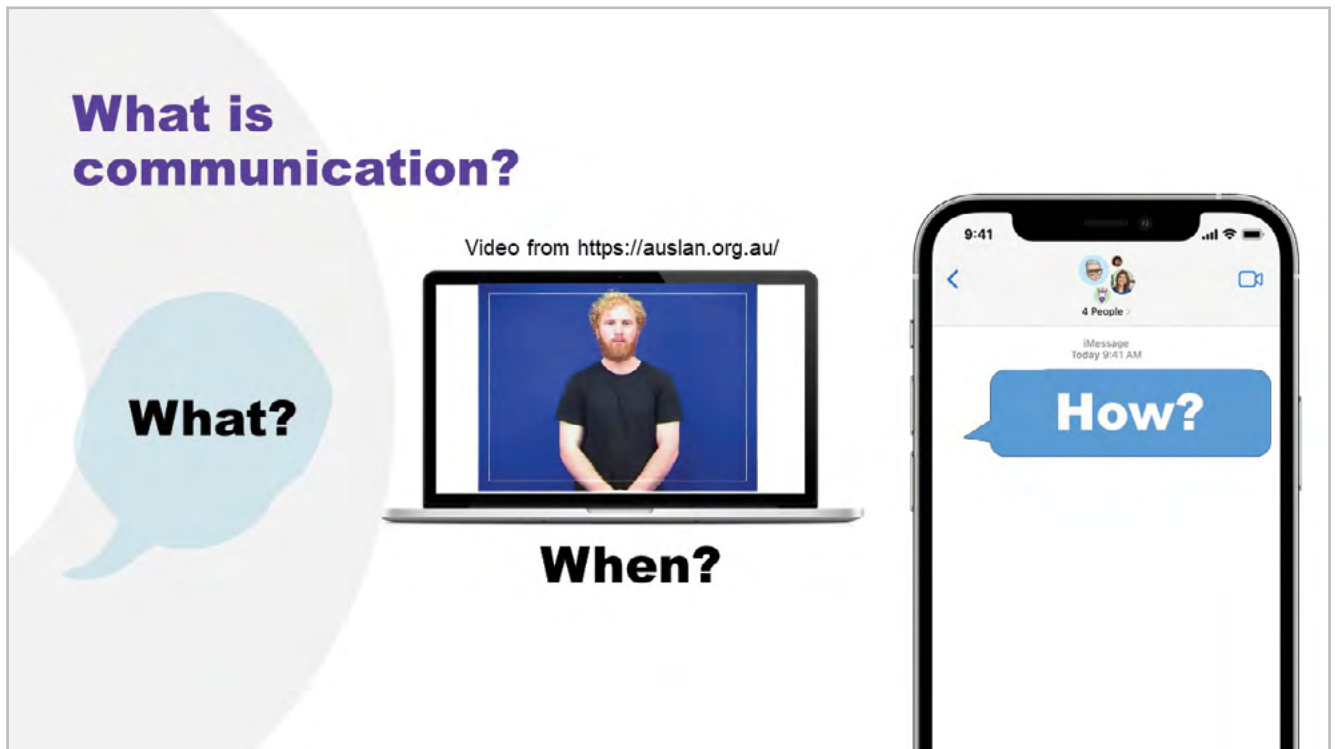 What is
communication?
Video from https://auslan.org.au/
What?
When?
9:41
4 People >
iMessage
Today 9:41 AM
How?